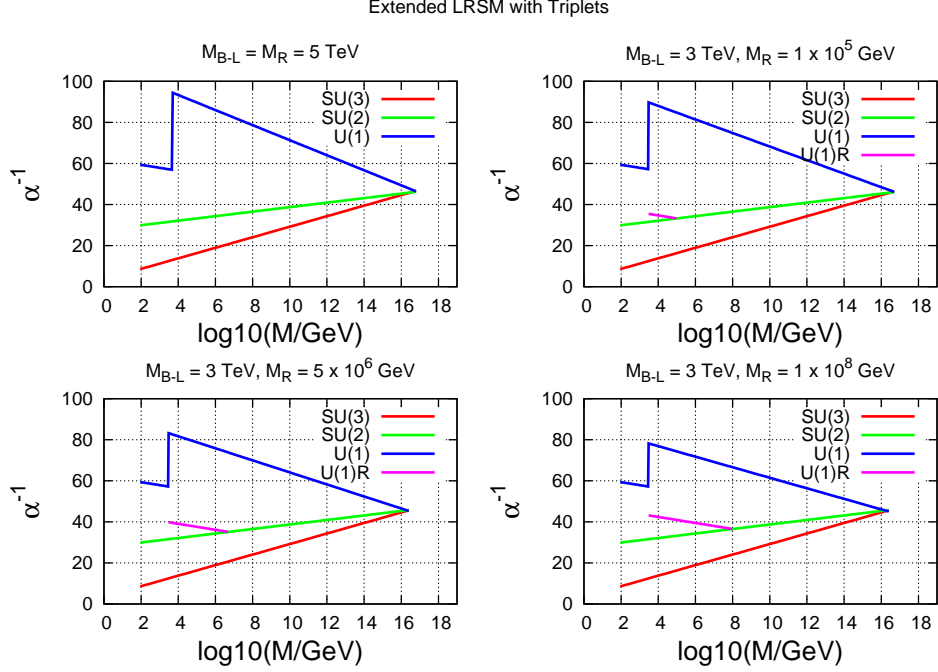 Extended LRSM with Triplets
M_{B-L} = M_R = 5 TeV
α^{-1}
100
80
60
40
20
0
SU(3)
SU(2)
U(1)
0 2 4 6 8 10 12 14 16 18
log10(M/GeV)
M_{B-L} = 3 TeV, M_R = 1 x 10^5 GeV
α^{-1}
100
80
60
40
20
0
SU(3)
SU(2)
U(1)
U(1)R
0 2 4 6 8 10 12 14 16 18
log10(M/GeV)
M_{B-L} = 3 TeV, M_R = 5 x 10^6 GeV
α^{-1}
100
80
60
40
20
0
SU(3)
SU(2)
U(1)
U(1)R
0 2 4 6 8 10 12 14 16 18
log10(M/GeV)
M_{B-L} = 3 TeV, M_R = 1 x 10^8 GeV
α^{-1}
100
80
60
40
20
0
SU(3)
SU(2)
U(1)
U(1)R
0 2 4 6 8 10 12 14 16 18
log10(M/GeV)